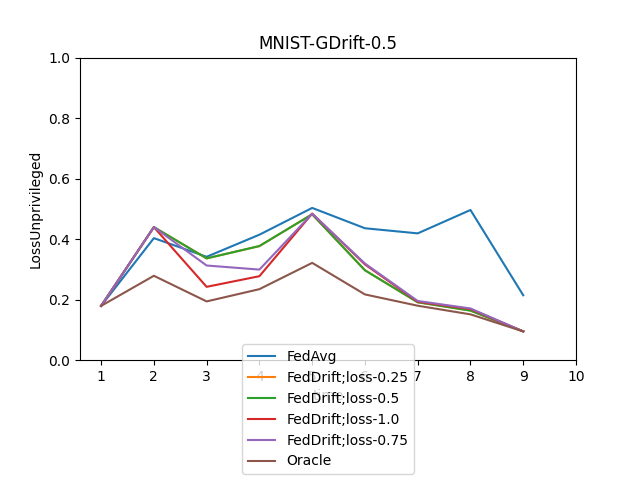 MNIST-GDrift-0.5
LossUnprivileged
1.0
0.8
0.6
0.4
0.2
0.0
1 2 3 4 5 6 7 8 9 10
FedAvg
FedDrift;loss-0.25
FedDrift;loss-0.5
FedDrift;loss-1.0
FedDrift;loss-0.75
Oracle